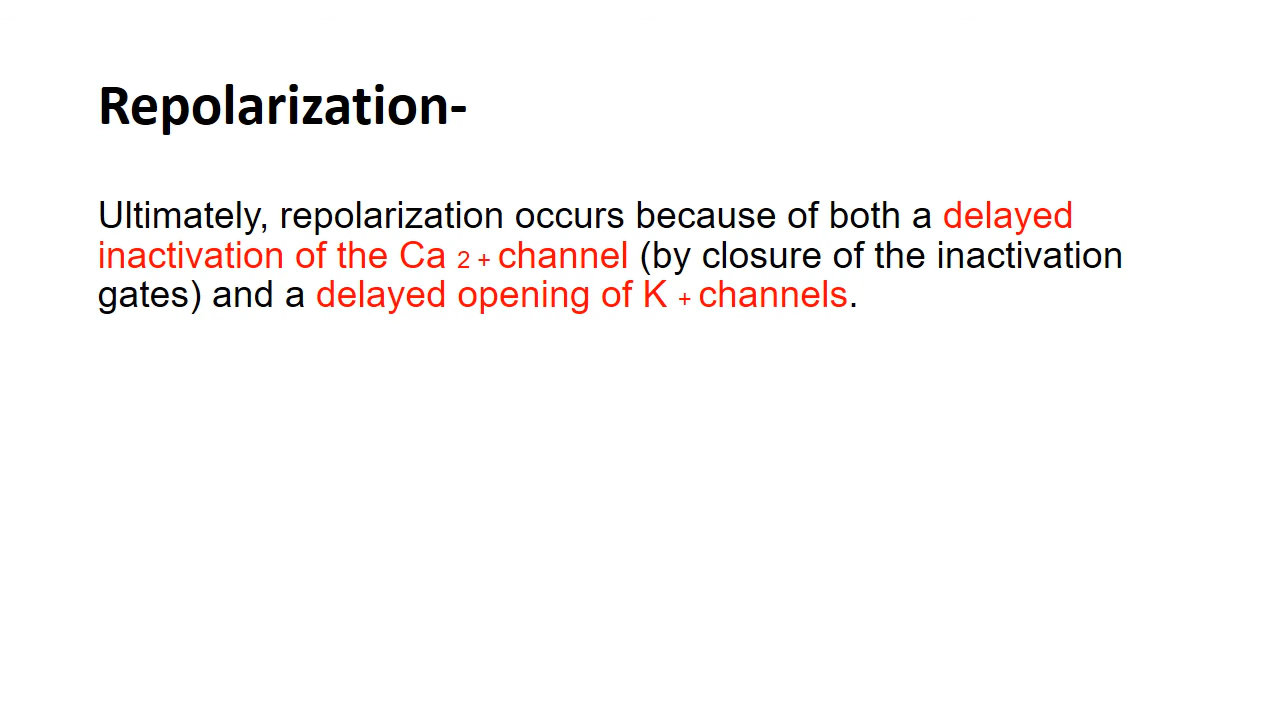 Repolarization-
Ultimately, repolarization occurs because of both a delayed
inactivation of the Ca 2 + channel (by closure of the inactivation
gates) and a delayed opening of K + channels.